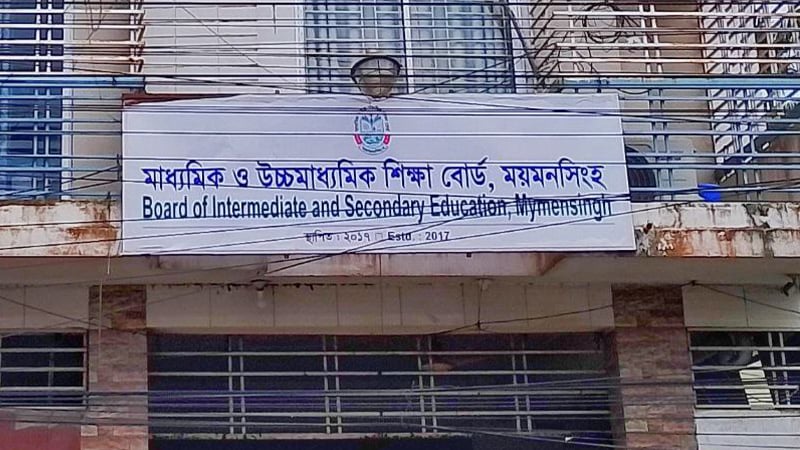 মাধ্যমিক ও উচ্চমাধ্যমিক শিক্ষা বোর্ড, ময়মনসিংহ
Board of Intermediate and Secondary Education, Mymensingh
স্থাপিত : ২০১৭ □ Estd. : 2017